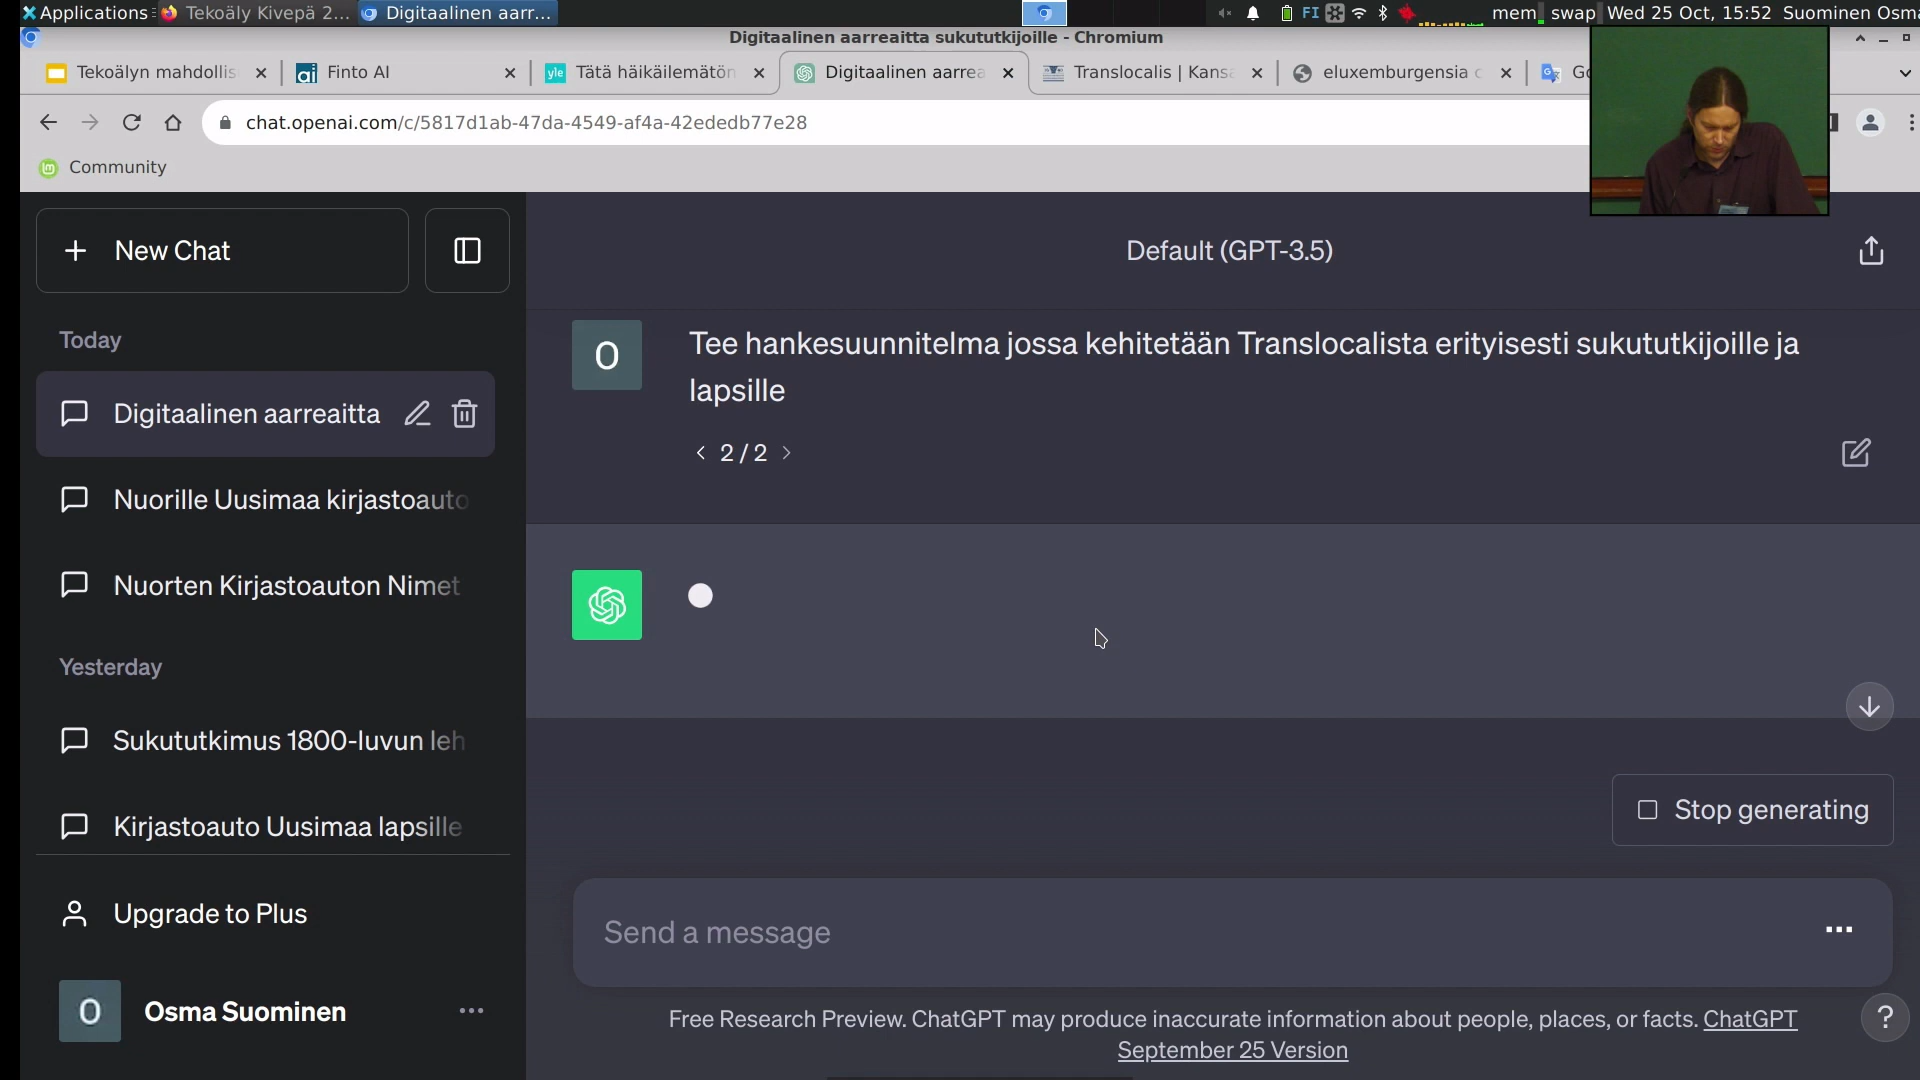 Applications
Tekoäly Kivepä 2...
Digitaalinen aarr...
FI
mem
swap
Wed 25 Oct, 15:52
Suominen Osma
Digitaalinen aarreaitta sukututkijoille - Chromium
Tekoälyn mahdollis
Finto AI
Tätä häikäilemätön
Digitaalinen aarrea
Translocalis | Kansa
eluxemburgensia c
chat.openai.com/c/5817d1ab-47da-4549-af4a-42ededb77e28
Community
New Chat
Default (GPT-3.5)
Today
Digitaalinen aarreaitta
Nuorille Uusimaa kirjastoauto
Nuorten Kirjastoauton Nimet
Yesterday
Sukututkimus 1800-luvun leh
Kirjastoauto Uusimaa lapsille
Upgrade to Plus
O
Osma Suominen
O
Tee hankesuunnitelma jossa kehitetään Translocalista erityisesti sukututkijoille ja
lapsille
2 / 2
Stop generating
Send a message
Free Research Preview. ChatGPT may produce inaccurate information about people, places, or facts. ChatGPT
September 25 Version
?